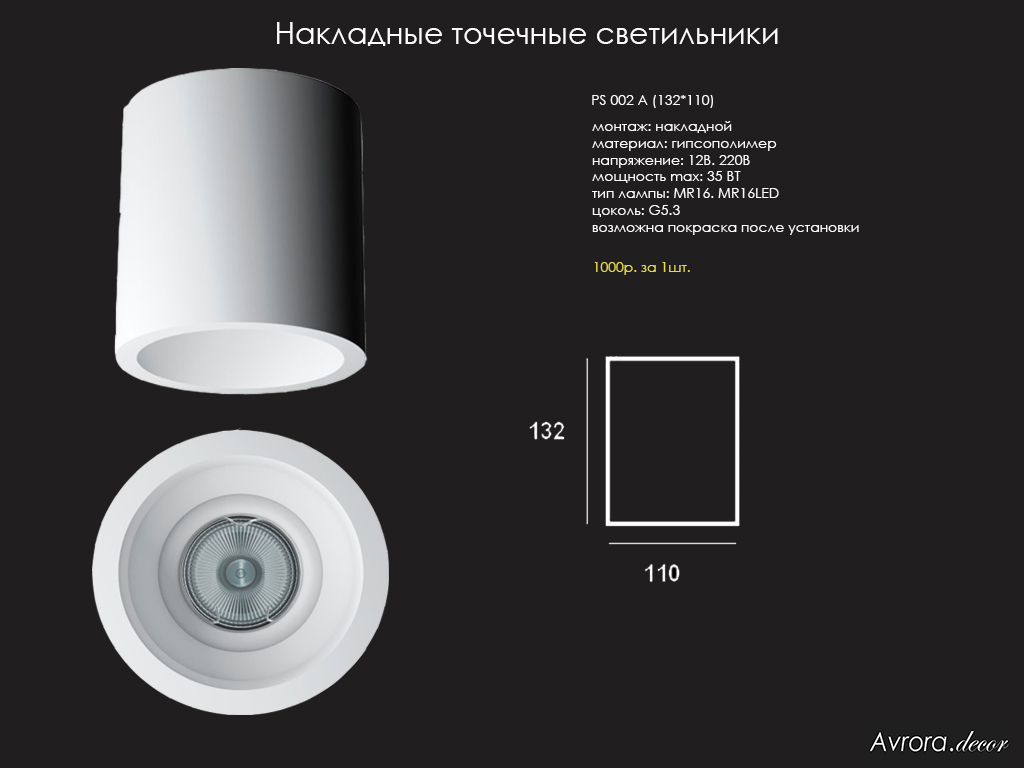 Накладные точечные светильники
PS 002 A (132*110)
монтаж: накладной
материал: гипсополимер
напряжение: 12В. 220В
мощность max: 35 ВТ
тип лампы: MR16. MR16LED
цоколь: G5.3
возможна покраска после установки
1000р. за 1шт.
132
110
Avrora.decor